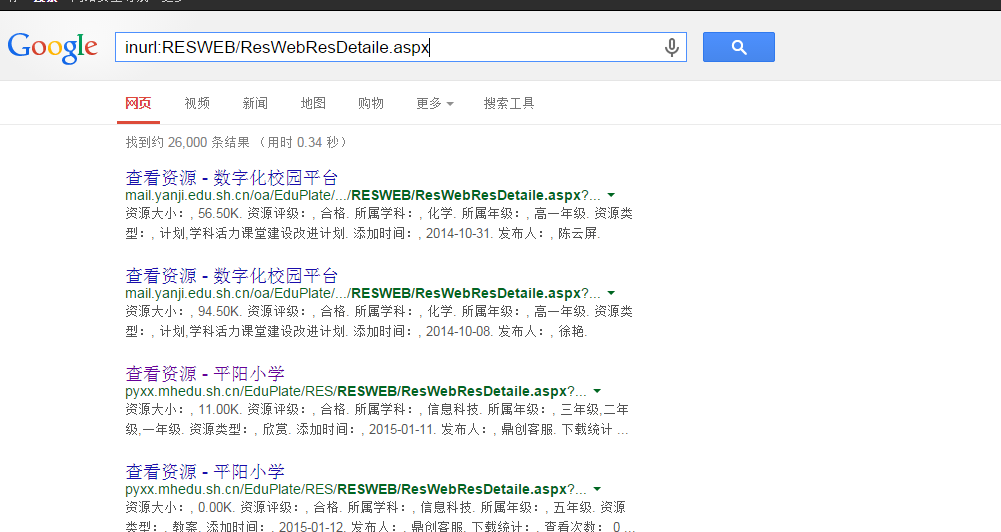 Google
inurl:RESWEB/ResWebResDetaile.aspx
网页 视频 新闻 地图 购物 更多 搜索工具
找到约 26,000 条结果 （用时 0.34 秒）
查看资源 - 数字化校园平台
mail.yanji.edu.sh.cn/oa/EduPlate/.../RESWEB/ResWebResDetaile.aspx?...
资源大小：, 56.50K. 资源评级：, 合格. 所属学科：, 化学. 所属年级：, 高一年级. 资源类
型：, 计划,学科活力课堂建设改进计划. 添加时间：, 2014-10-31. 发布人：, 陈云屏.
查看资源 - 数字化校园平台
mail.yanji.edu.sh.cn/oa/EduPlate/.../RESWEB/ResWebResDetaile.aspx?...
资源大小：, 94.50K. 资源评级：, 合格. 所属学科：, 化学. 所属年级：, 高一年级. 资源类
型：, 计划,学科活力课堂建设改进计划. 添加时间：, 2014-10-08. 发布人：, 徐艳.
查看资源 - 平阳小学
pyxx.mhedu.sh.cn/EduPlate/RES/RESWEB/ResWebResDetaile.aspx?...
资源大小：, 11.00K. 资源评级：, 合格. 所属学科：, 信息科技. 所属年级：, 三年级,二年
级,一年级. 资源类型：, 欣赏. 添加时间：, 2015-01-11. 发布人：, 鼎创客服. 下载统计 ...
查看资源 - 平阳小学
pyxx.mhedu.sh.cn/EduPlate/RES/RESWEB/ResWebResDetaile.aspx?...
资源大小：, 0.00K. 资源评级：, 合格. 所属学科：, 信息科技. 所属年级：, 五年级. 资源
类型：, 教案. 添加时间：, 2015-01-12. 发布人：, 鼎创客服. 下载统计：, 查看次数： 0 ...